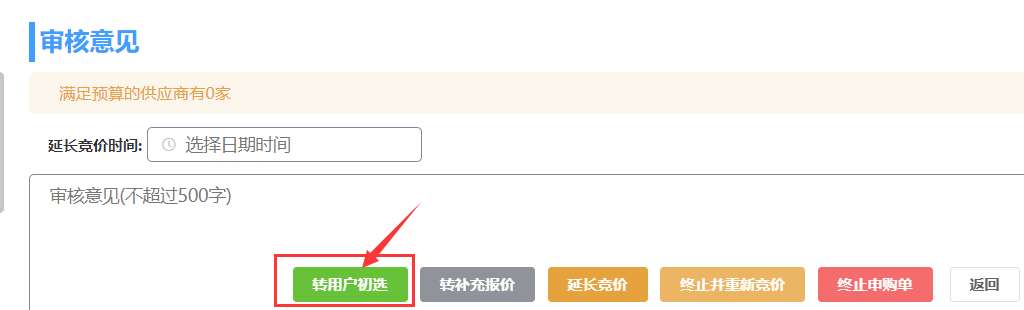 审核意见
满足预算的供应商有0家
延长竞价时间: 选择日期时间
审核意见(不超过500字)
转用户初选 转补充报价 延长竞价 终止并重新竞价 终止申购单 返回